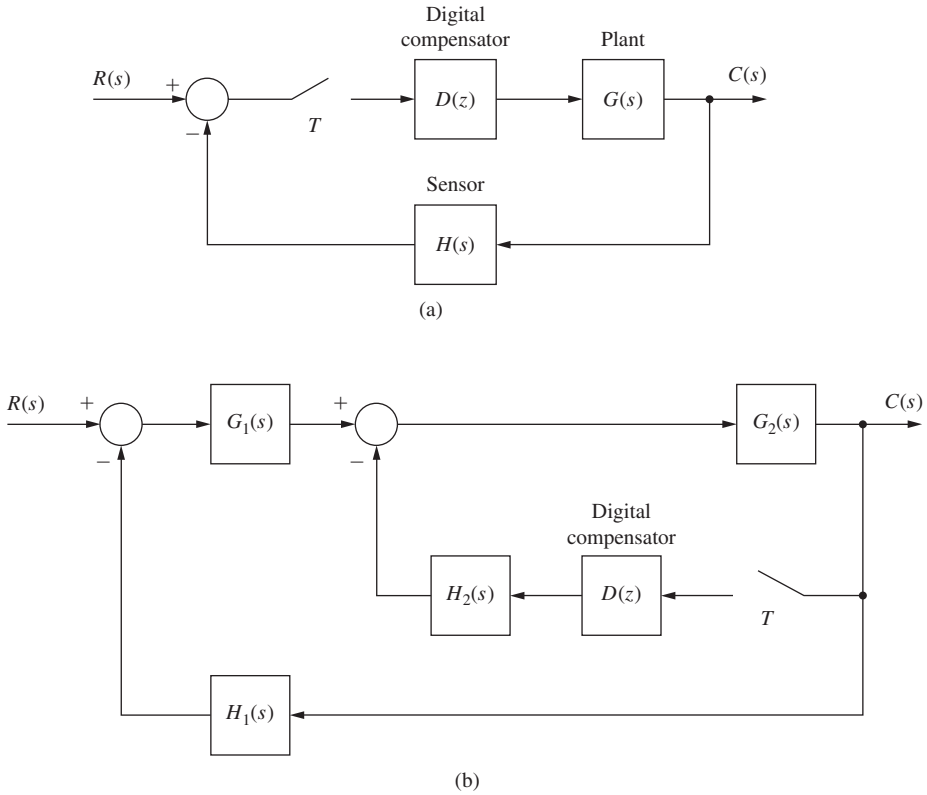 Digital
compensator
Plant
R(s)
+
−
T
D(z)
G(s)
C(s)
Sensor
H(s)
(a)
R(s)
+
−
G₁(s)
+
−
G₂(s)
C(s)
Digital
compensator
H₂(s)
D(z)
T
H₁(s)
(b)